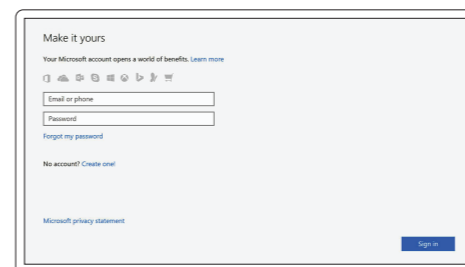 Make it yours
Your Microsoft account opens a world of benefits. Learn more
Email or phone
Password
Forgot my password
No account? Create one!
Microsoft privacy statement
Sign in